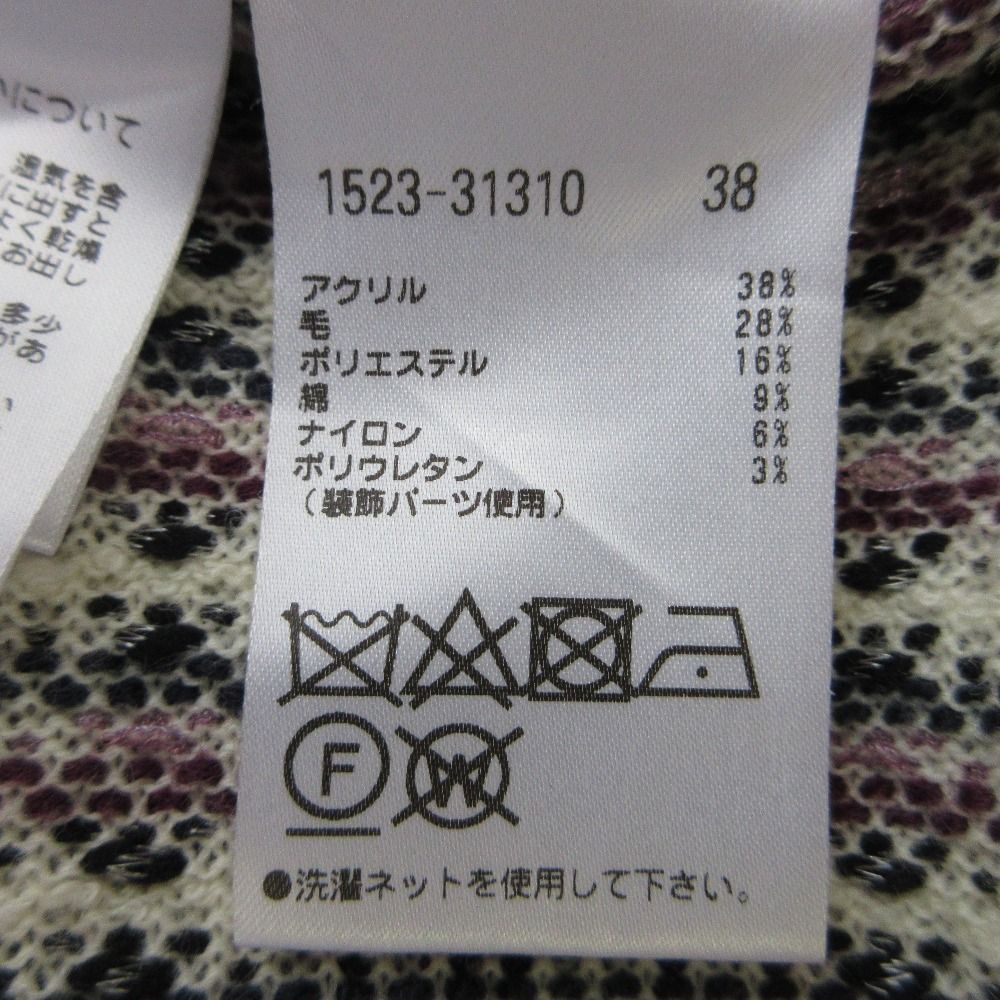 いについて
湿気を含
に出すと
よく乾燥
お出し
多少
があ
い
1523-31310 38
アクリル 38%
毛 28%
ポリエステル 16%
綿 9%
ナイロン 6%
ポリウレタン 3%
(装飾パーツ使用)
F
W
●洗濯ネットを使用して下さい。